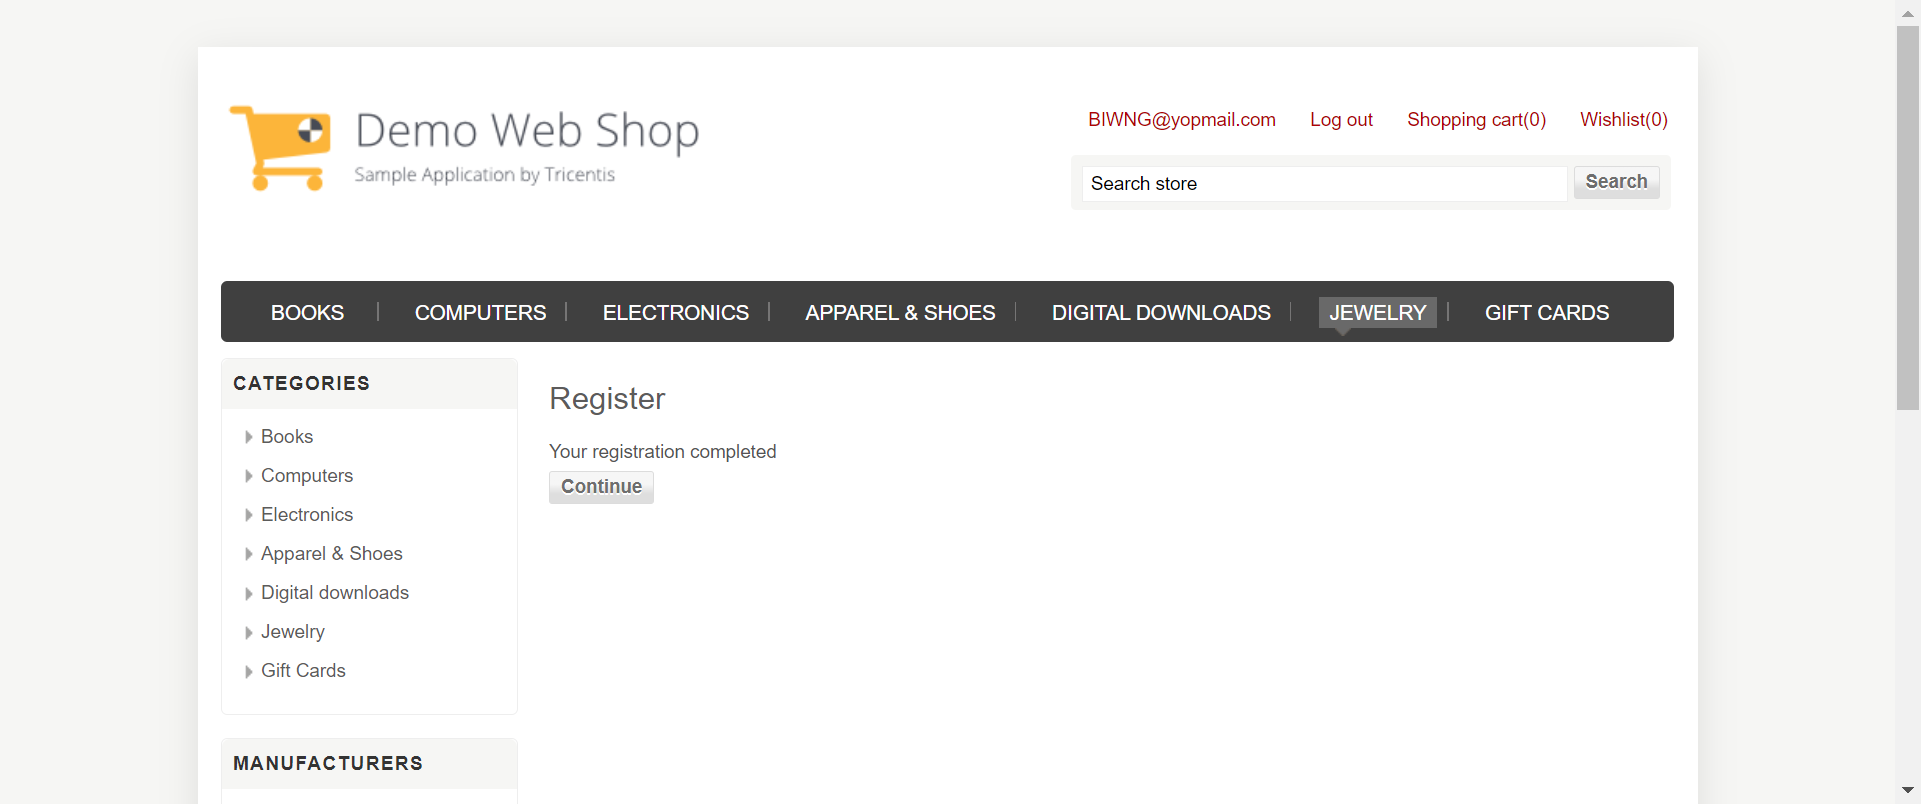 Demo Web Shop
Sample Application by Tricentis
BIWNG@yopmail.com Log out Shopping cart(0) Wishlist(0)
Search store Search
BOOKS COMPUTERS ELECTRONICS APPAREL & SHOES DIGITAL DOWNLOADS JEWELRY GIFT CARDS
CATEGORIES
Books
Computers
Electronics
Apparel & Shoes
Digital downloads
Jewelry
Gift Cards
MANUFACTURERS
Register
Your registration completed
Continue